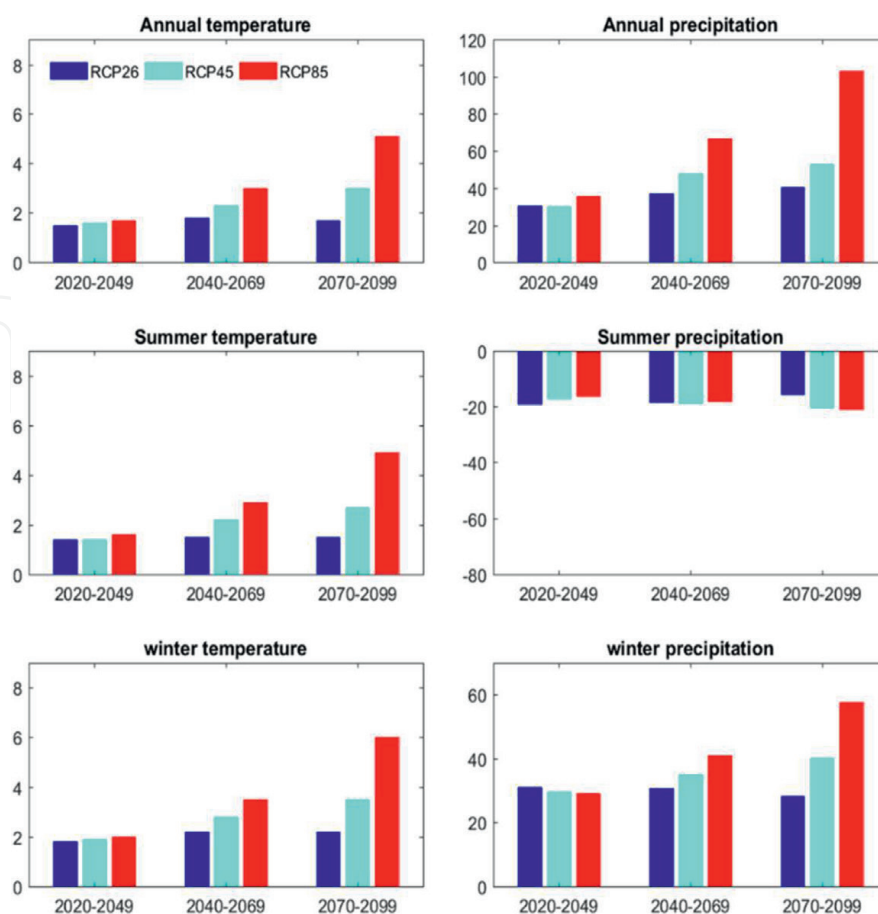 Annual temperature
8
6
4
2
0
RCP26 RCP45 RCP85
2020-2049 2040-2069 2070-2099
Annual precipitation
120
100
80
60
40
20
0
2020-2049 2040-2069 2070-2099
Summer temperature
8
6
4
2
0
2020-2049 2040-2069 2070-2099
Summer precipitation
0
-20
-40
-60
-80
2020-2049 2040-2069 2070-2099
winter temperature
8
6
4
2
0
2020-2049 2040-2069 2070-2099
winter precipitation
60
40
20
0
2020-2049 2040-2069 2070-2099